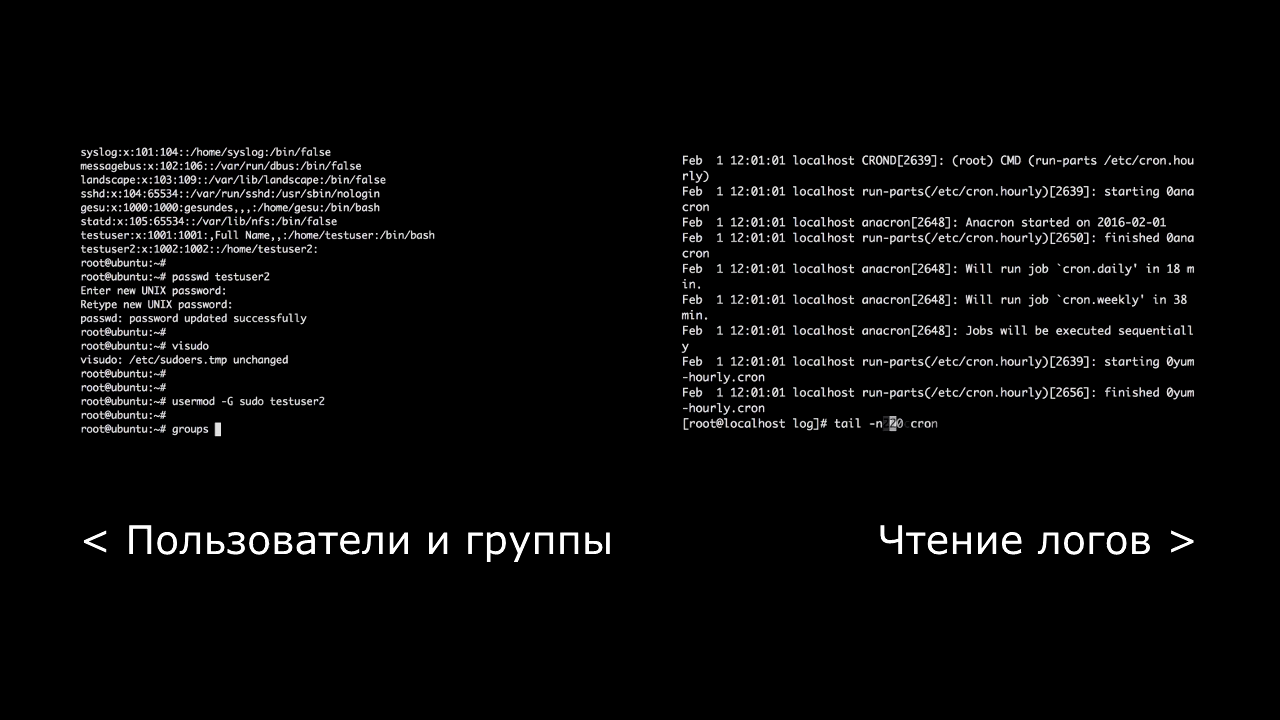 syslog:x:101:104::/home/syslog:/bin/false
messagebus:x:102:106::/var/run/dbus:/bin/false
landscape:x:103:109::/var/lib/landscape:/bin/false
sshd:x:104:65534::/var/run/sshd:/usr/sbin/nologin
gesu:x:1000:1000:gesundes,,,:/home/gesu:/bin/bash
statd:x:105:65534::/var/lib/nfs:/bin/false
testuser:x:1001:1001:,Full Name,,:/home/testuser:/bin/bash
testuser2:x:1002:1002::/home/testuser2:
root@ubuntu:~#
root@ubuntu:~# passwd testuser2
Enter new UNIX password:
Retype new UNIX password:
passwd: password updated successfully
root@ubuntu:~#
root@ubuntu:~# visudo
visudo: /etc/sudoers.tmp unchanged
root@ubuntu:~#
root@ubuntu:~#
root@ubuntu:~# usermod -G sudo testuser2
root@ubuntu:~#
root@ubuntu:~# groups
< Пользователи и группы
Feb  1 12:01:01 localhost CROND[2639]: (root) CMD (run-parts /etc/cron.hou
rly)
Feb  1 12:01:01 localhost run-parts(/etc/cron.hourly)[2639]: starting 0ana
cron
Feb  1 12:01:01 localhost anacron[2648]: Anacron started on 2016-02-01
Feb  1 12:01:01 localhost run-parts(/etc/cron.hourly)[2650]: finished 0ana
cron
Feb  1 12:01:01 localhost anacron[2648]: Will run job `cron.daily' in 18 m
in.
Feb  1 12:01:01 localhost anacron[2648]: Will run job `cron.weekly' in 38
min.
Feb  1 12:01:01 localhost anacron[2648]: Jobs will be executed sequentiall
y
Feb  1 12:01:01 localhost run-parts(/etc/cron.hourly)[2639]: starting 0yum
-hourly.cron
Feb  1 12:01:01 localhost run-parts(/etc/cron.hourly)[2656]: finished 0yum
-hourly.cron
[root@localhost log]# tail -n 20 cron
Чтение логов >